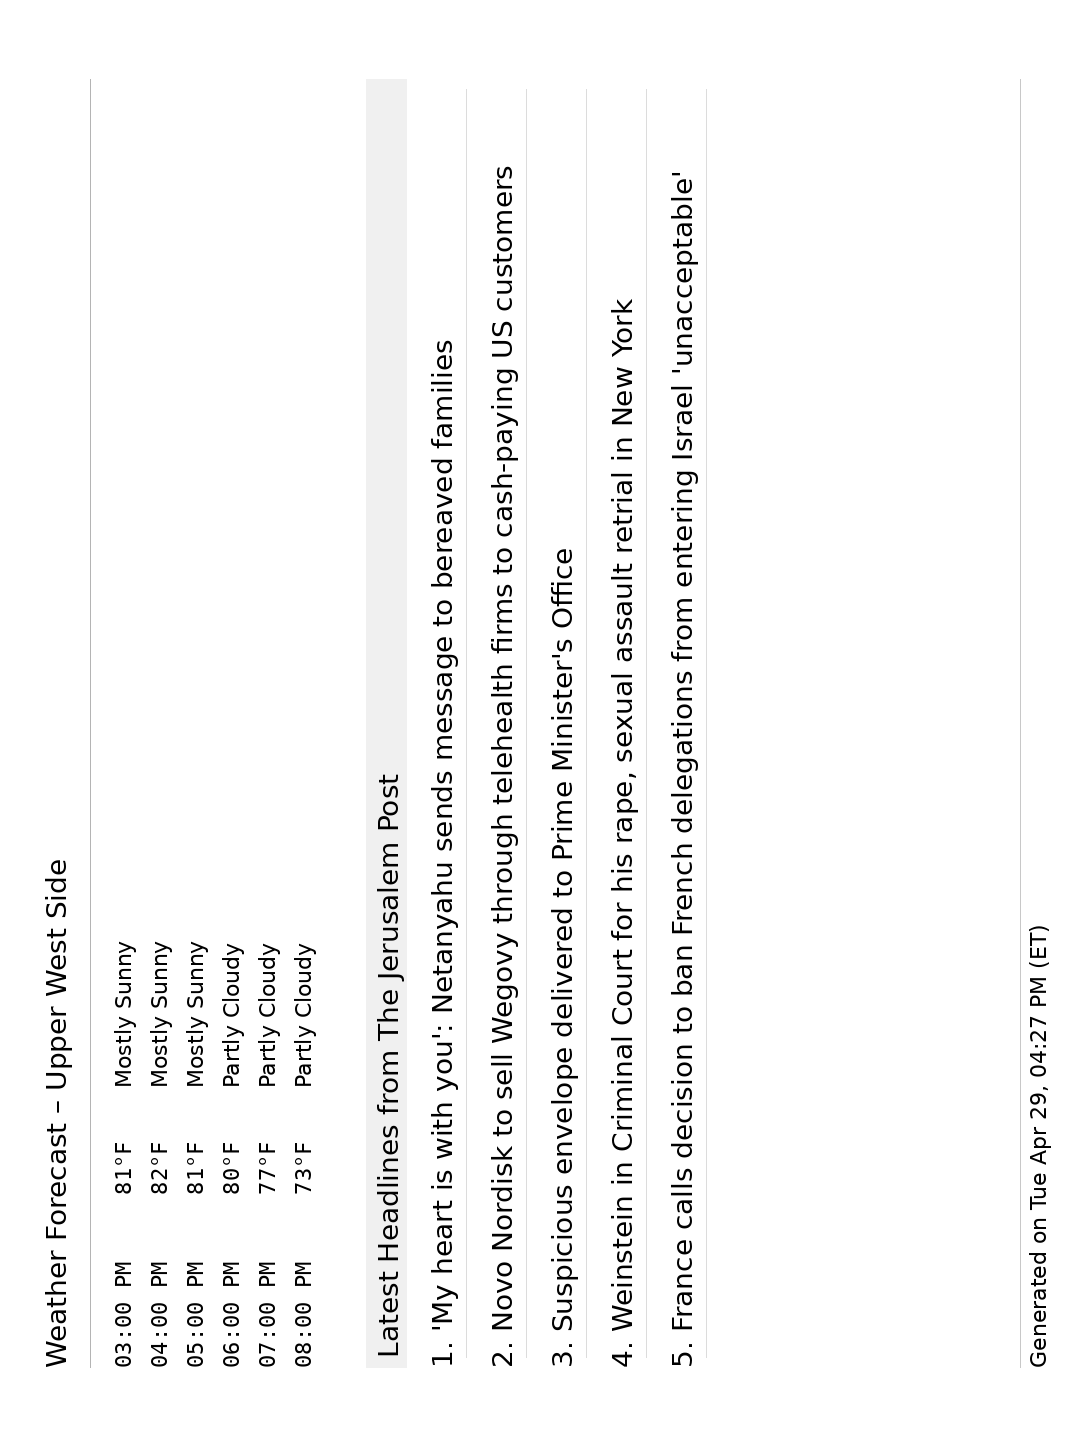 Weather Forecast – Upper West Side
03:00 PM 81°F Mostly Sunny
04:00 PM 82°F Mostly Sunny
05:00 PM 81°F Mostly Sunny
06:00 PM 80°F Partly Cloudy
07:00 PM 77°F Partly Cloudy
08:00 PM 73°F Partly Cloudy
Latest Headlines from The Jerusalem Post
1. 'My heart is with you': Netanyahu sends message to bereaved families
2. Novo Nordisk to sell Wegovy through telehealth firms to cash-paying US customers
3. Suspicious envelope delivered to Prime Minister's Office
4. Weinstein in Criminal Court for his rape, sexual assault retrial in New York
5. France calls decision to ban French delegations from entering Israel 'unacceptable'
Generated on Tue Apr 29, 04:27 PM (ET)